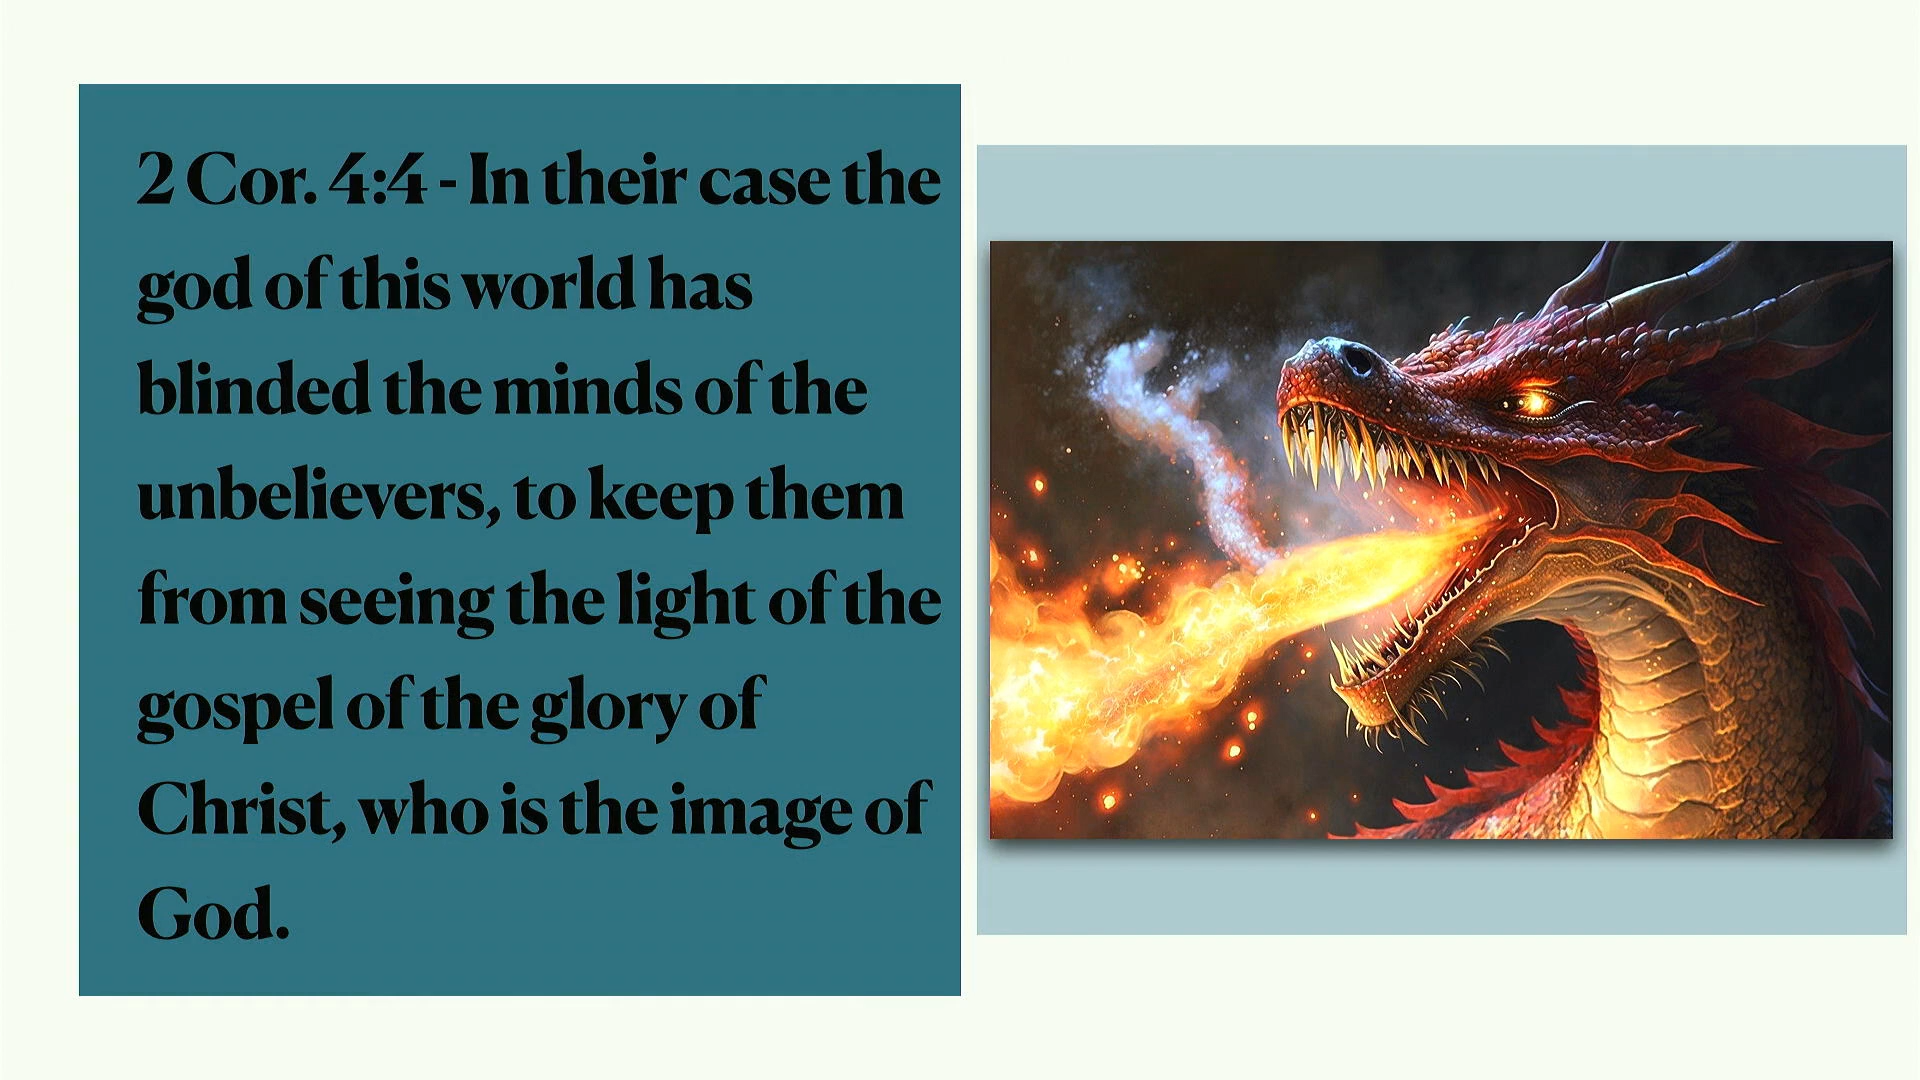 2 Cor. 4:4 - In their case the
god of this world has
blinded the minds of the
unbelievers, to keep them
from seeing the light of the
gospel of the glory of
Christ, who is the image of
God.